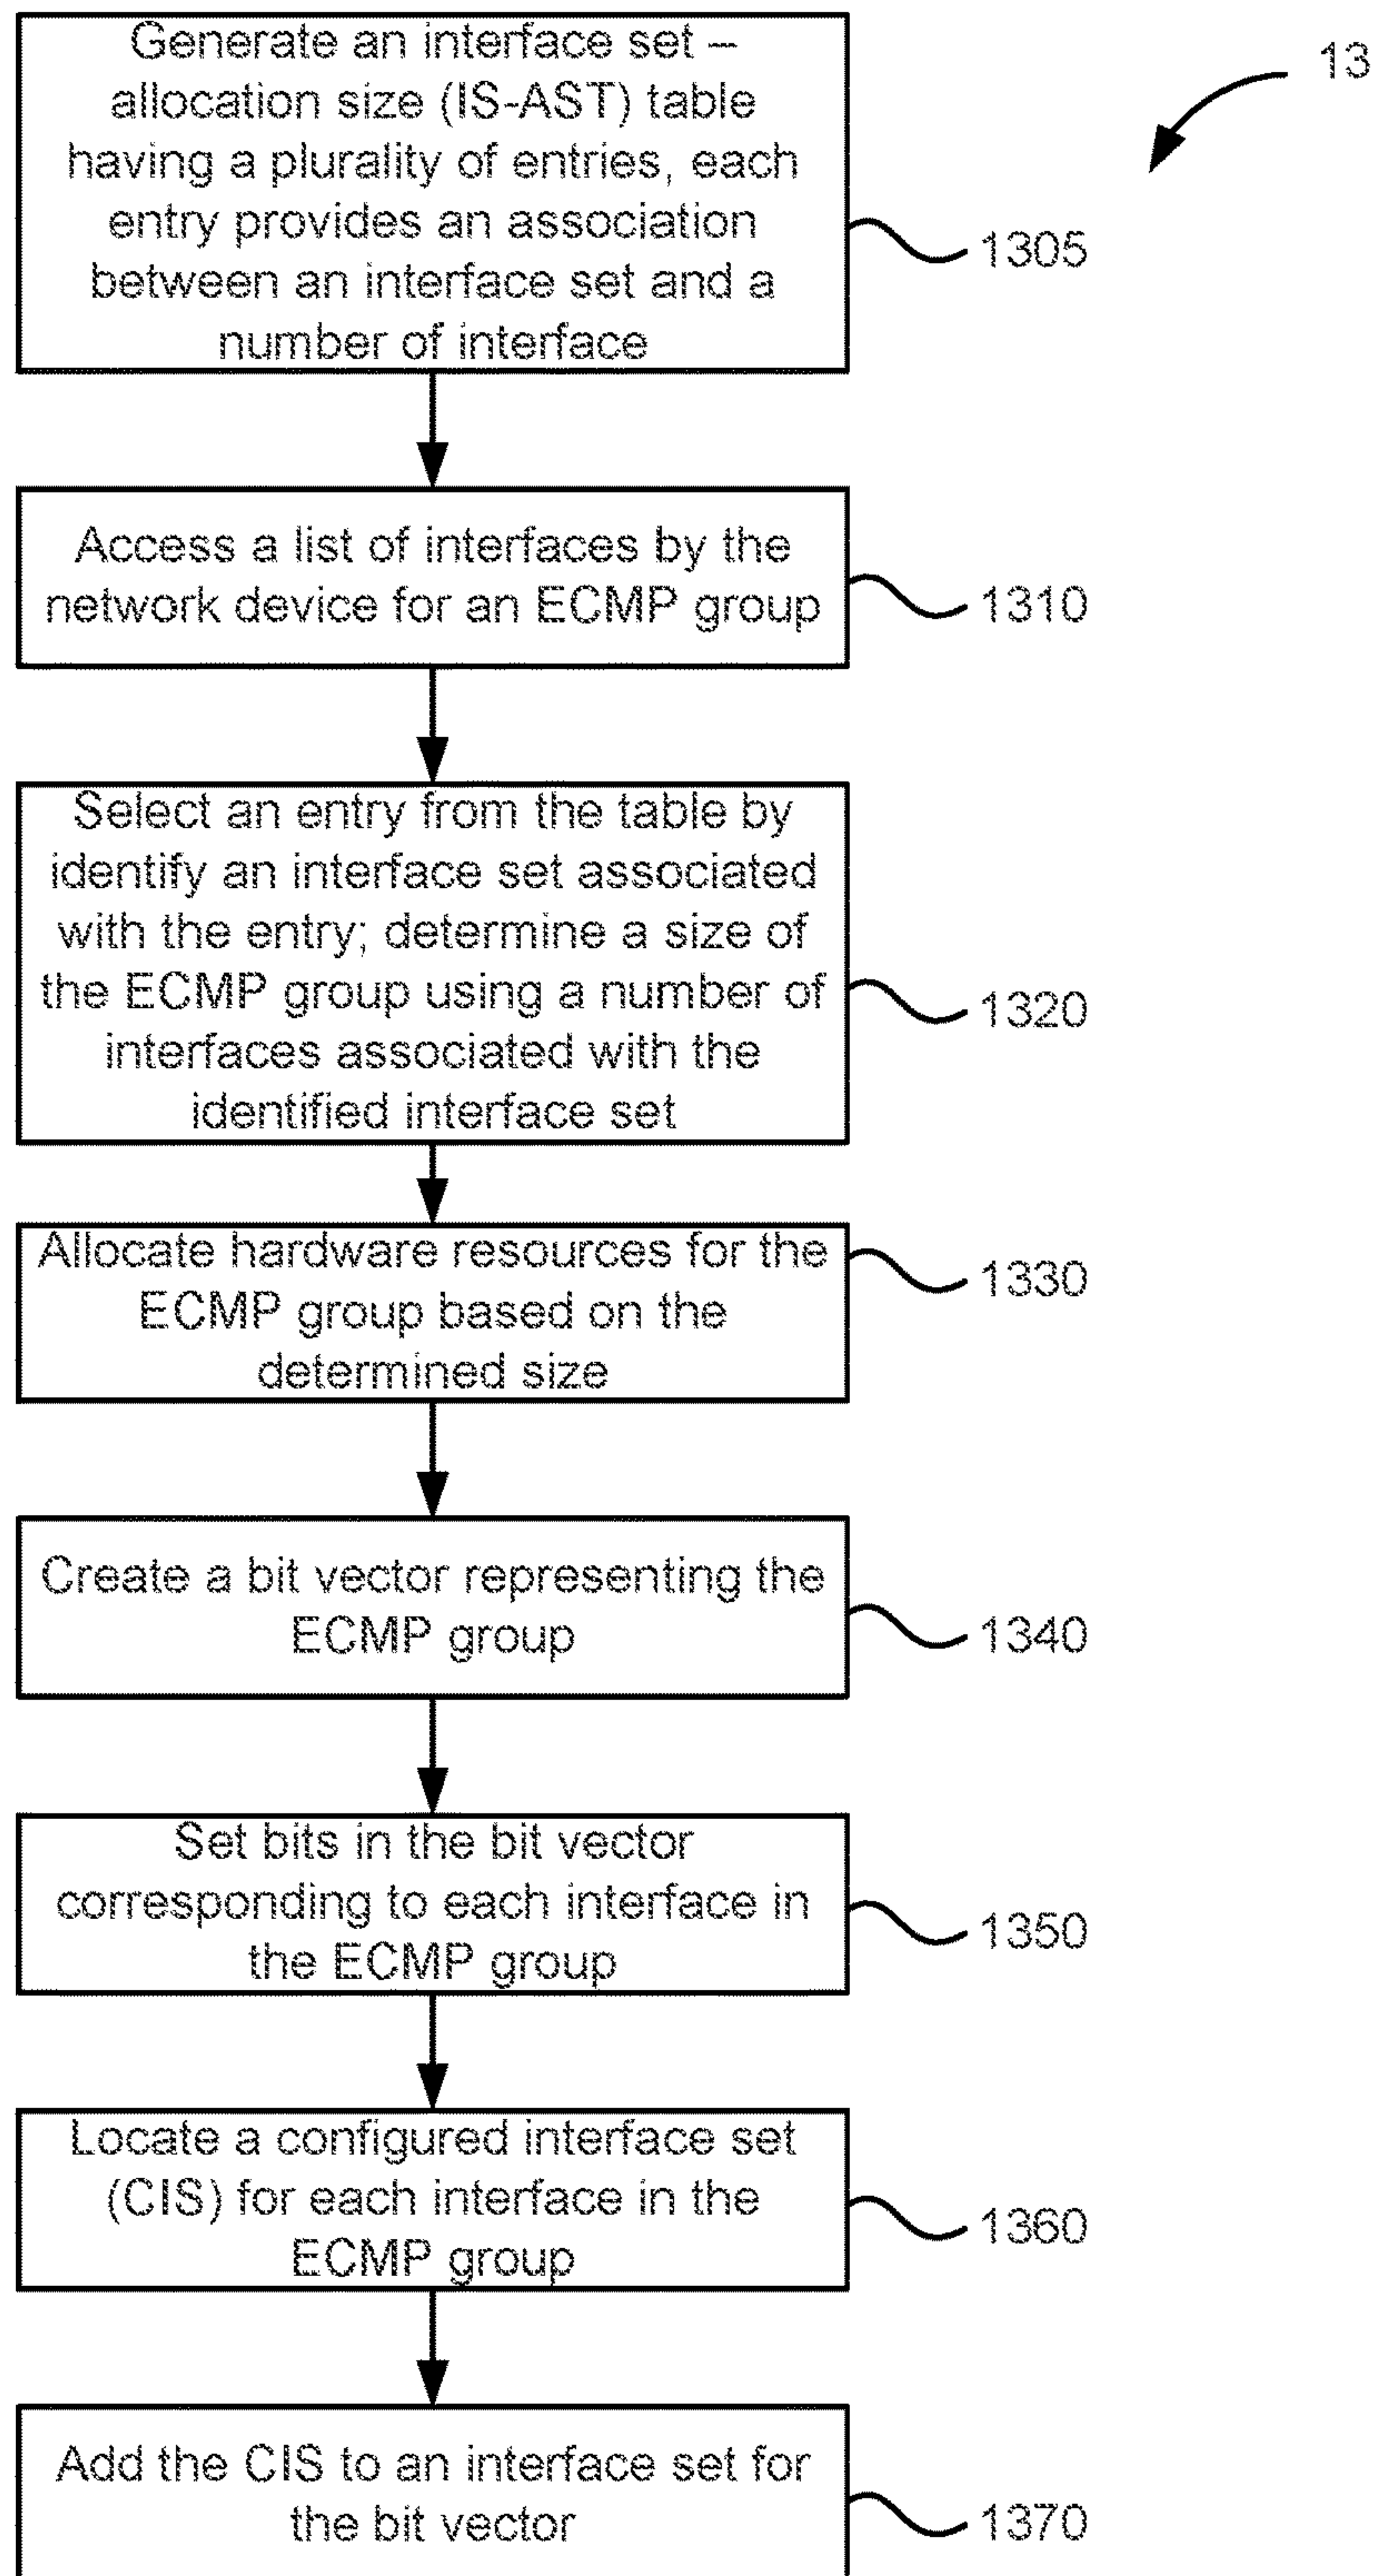 Generate an interface set –
allocation size (IS-AST) table
having a plurality of entries, each
entry provides an association
between an interface set and a
number of interface
1305
13
Access a list of interfaces by the
network device for an ECMP group
1310
Select an entry from the table by
identify an interface set associated
with the entry; determine a size of
the ECMP group using a number of
interfaces associated with the
identified interface set
1320
Allocate hardware resources for the
ECMP group based on the
determined size
1330
Create a bit vector representing the
ECMP group
1340
Set bits in the bit vector
corresponding to each interface in
the ECMP group
1350
Locate a configured interface set
(CIS) for each interface in the
ECMP group
1360
Add the CIS to an interface set for
the bit vector
1370